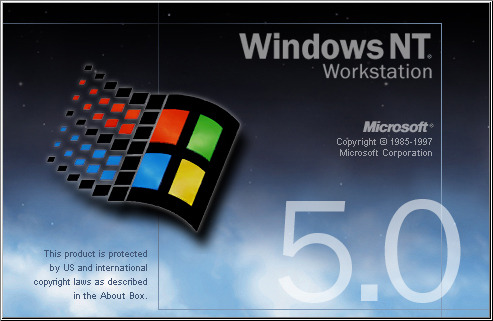 Windows NT®
Workstation
Microsoft®
Copyright © 1985-1997
Microsoft Corporation
5.0
This product is protected
by US and international
copyright laws as described
in the About Box.